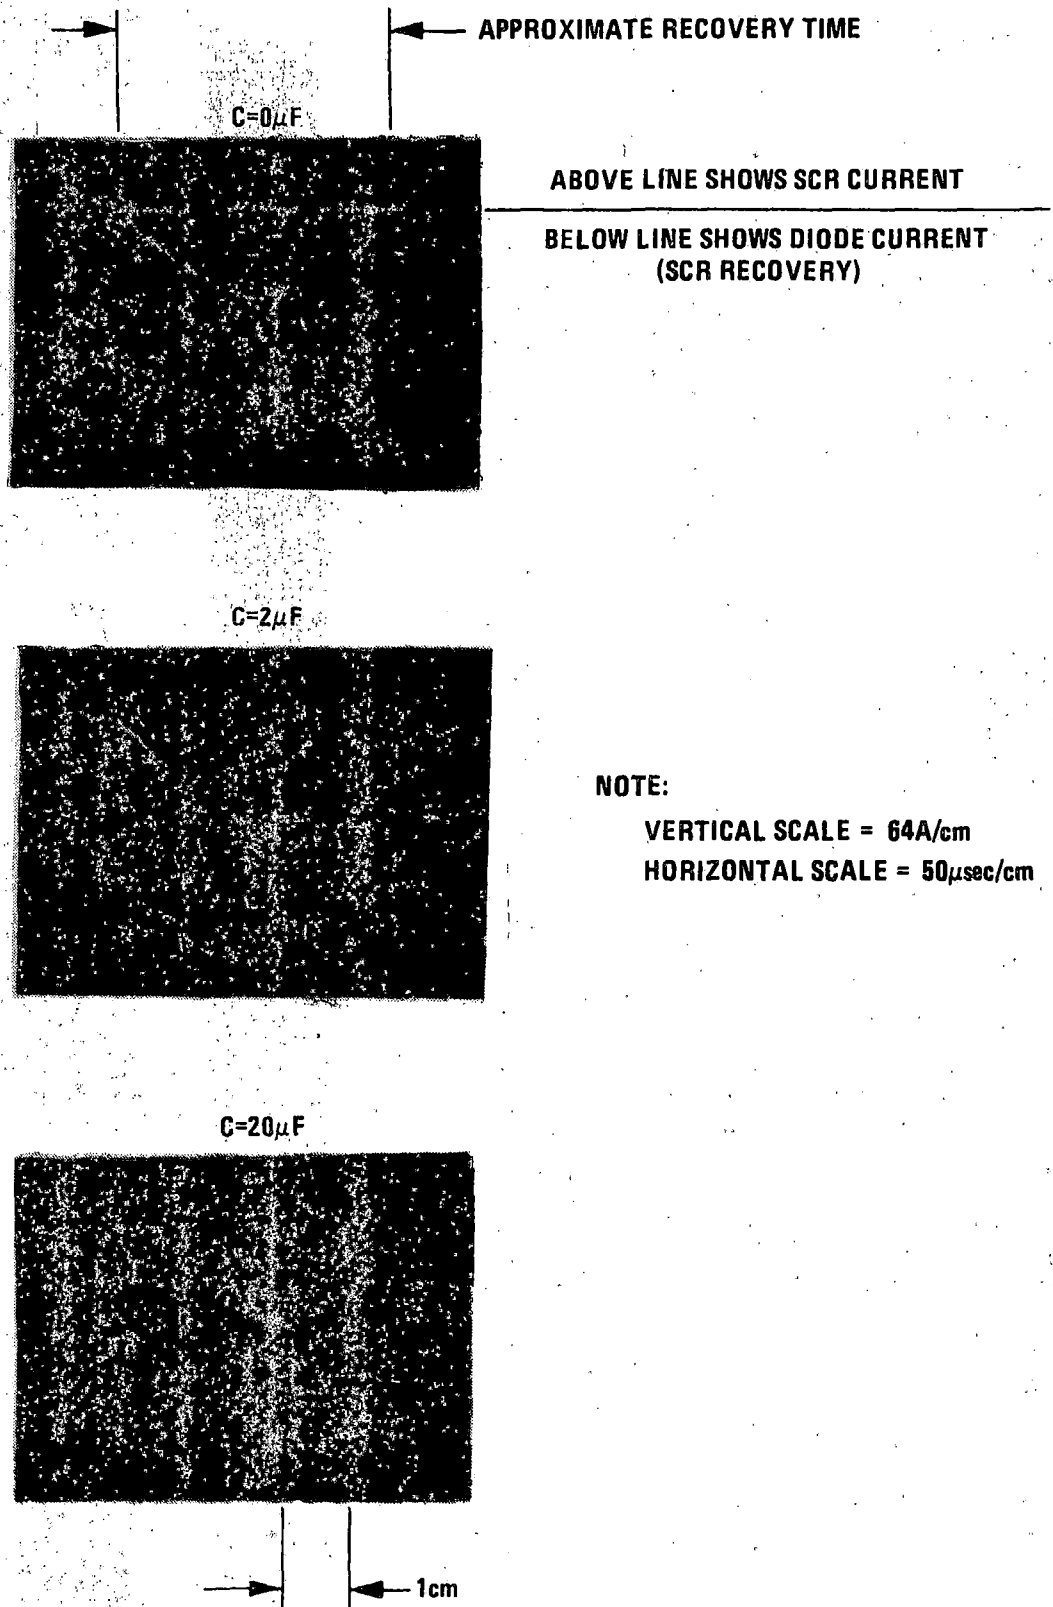 APPROXIMATE RECOVERY TIME
C=0μF
ABOVE LINE SHOWS SCR CURRENT
BELOW LINE SHOWS DIODE CURRENT
(SCR RECOVERY)
C=2μF
NOTE:
VERTICAL SCALE = 64A/cm
HORIZONTAL SCALE = 50μsec/cm
C=20μF
1cm